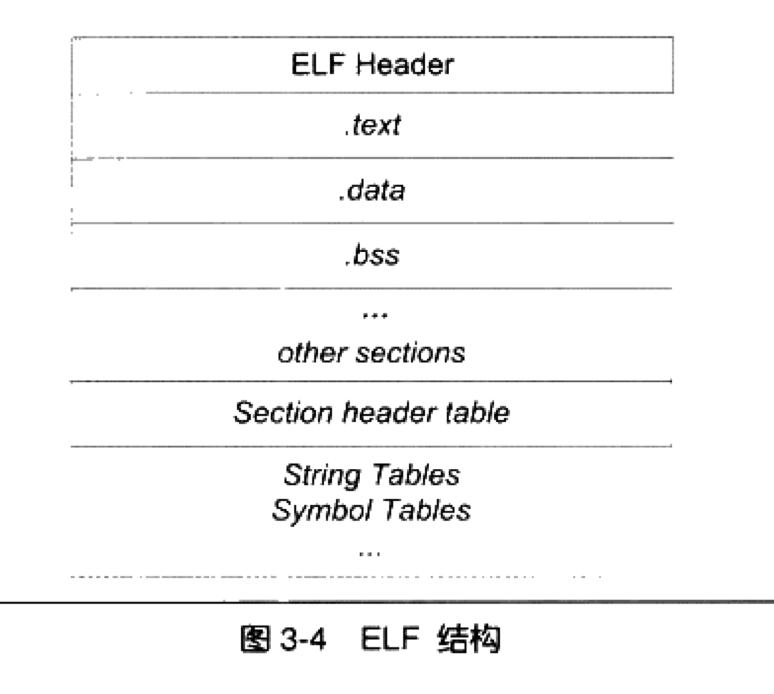 ELF Header
.text
.data
.bss
...
other sections
Section header table
String Tables
Symbol Tables
...
图 3-4 ELF 结构